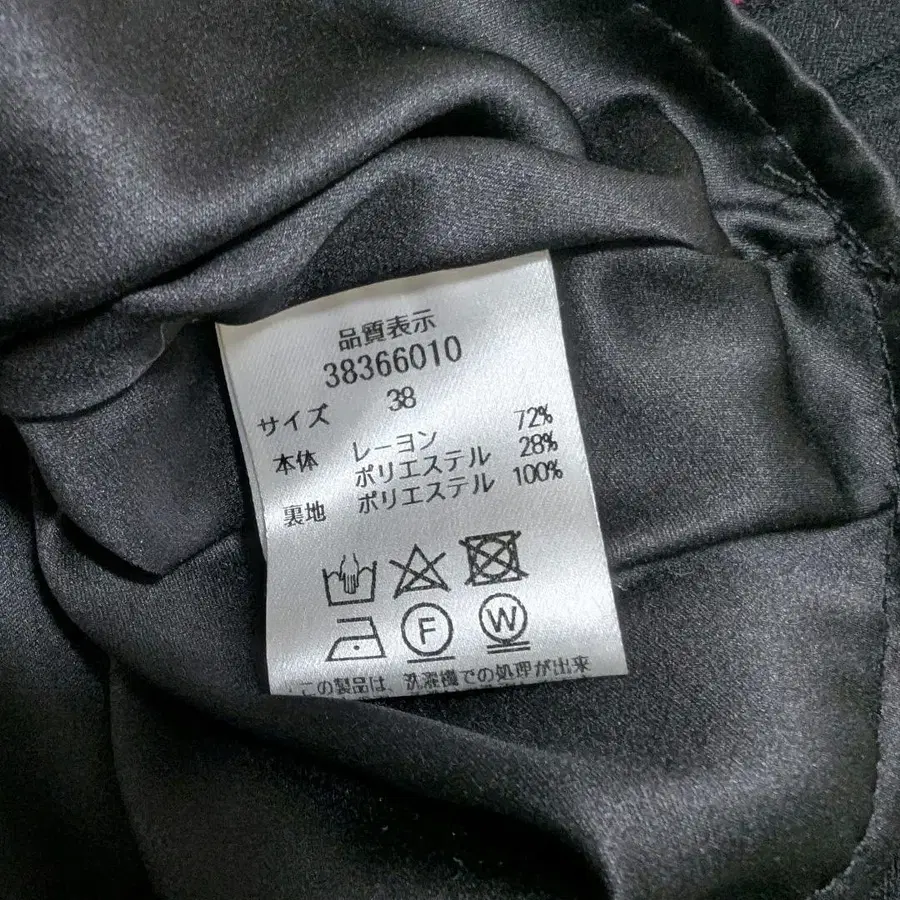 品質表示
38366010
サイズ 38
本体 レーヨン 72%
ポリエステル 28%
裏地 ポリエステル 100%
F W
この製品は、洗濯機での処理が出来